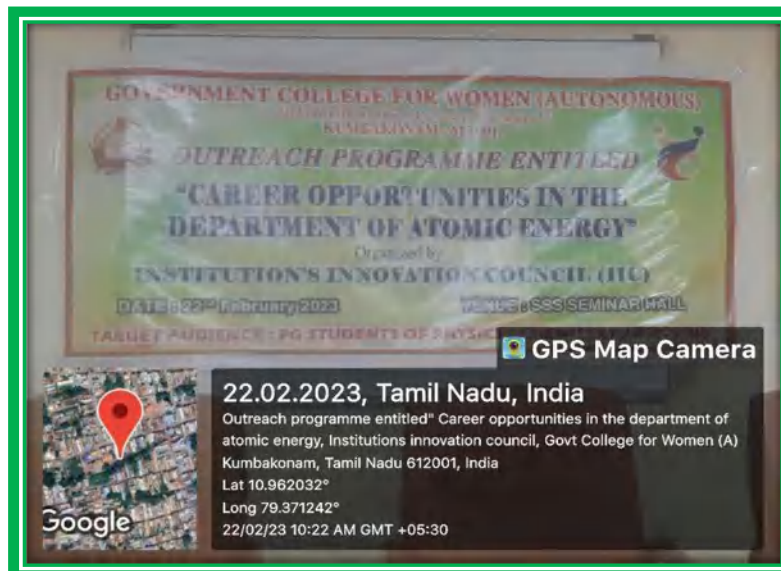 GOVERNMENT COLLEGE FOR WOMEN (AUTONOMOUS)
KUMBAKONAM
OUTREACH PROGRAMME ENTITLED
"CAREER OPPORTUNITIES IN THE
DEPARTMENT OF ATOMIC ENERGY"
Organized by
INSTITUTION'S INNOVATION COUNCIL (IIC)
DATE : 22nd February 2023
VENUE : SSS SEMINAR HALL
TARGET AUDIENCE : PG STUDENTS OF PHYSICS
GPS Map Camera
22.02.2023, Tamil Nadu, India
Outreach programme entitled" Career opportunities in the department of
atomic energy, Institutions innovation council, Govt College for Women (A)
Kumbakonam, Tamil Nadu 612001, India
Lat 10.962032°
Long 79.371242°
22/02/23 10:22 AM GMT +05:30
Google